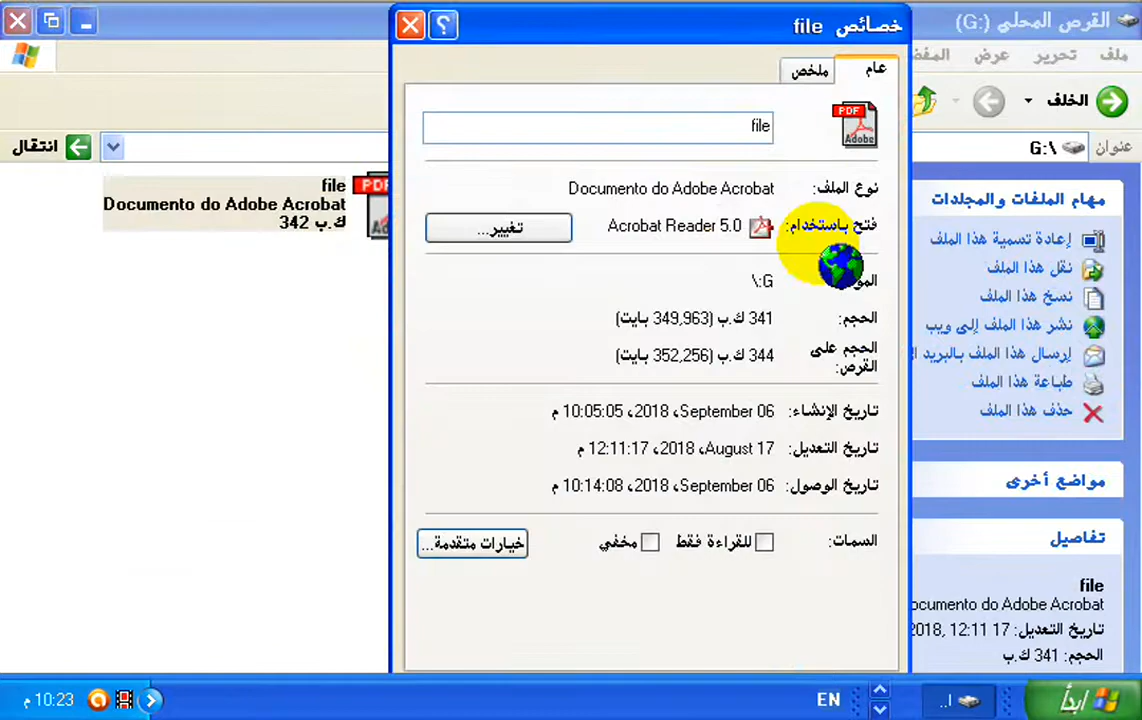 القرص المحلي (G:)
ملف تحرير عرض
الخلف
عنوان G:\
انتقال
file
Documento do Adobe Acrobat
342 ك.ب
مهام الملفات والمجلدات
إعادة تسمية هذا الملف
نقل هذا الملف
نسخ هذا الملف
نشر هذا الملف إلى ويب
إرسال هذا الملف بالبريد
طباعة هذا الملف
حذف هذا الملف
مواضع أخرى
تفاصيل
file
ocumento do Adobe Acrobat
تاريخ التعديل: 17 12:11 ,2018
الحجم: 341 ك.ب
خصائص file
عام
ملخص
PDF
Adobe
file
نوع الملف: Documento do Adobe Acrobat
فتح باستخدام: Acrobat Reader 5.0
تغيير...
G:\
الحجم: 341 ك.ب (349,963 بايت)
الحجم على القرص: 344 ك.ب (352,256 بايت)
تاريخ الإنشاء: 06 September، 2018، 10:05:05 م
تاريخ التعديل: 17 August، 2018، 12:11:17 م
تاريخ الوصول: 06 September، 2018، 10:14:08 م
السمات: للقراءة فقط مخفي
خيارات متقدمة...
ابدأ
ا...
EN
10:23 م